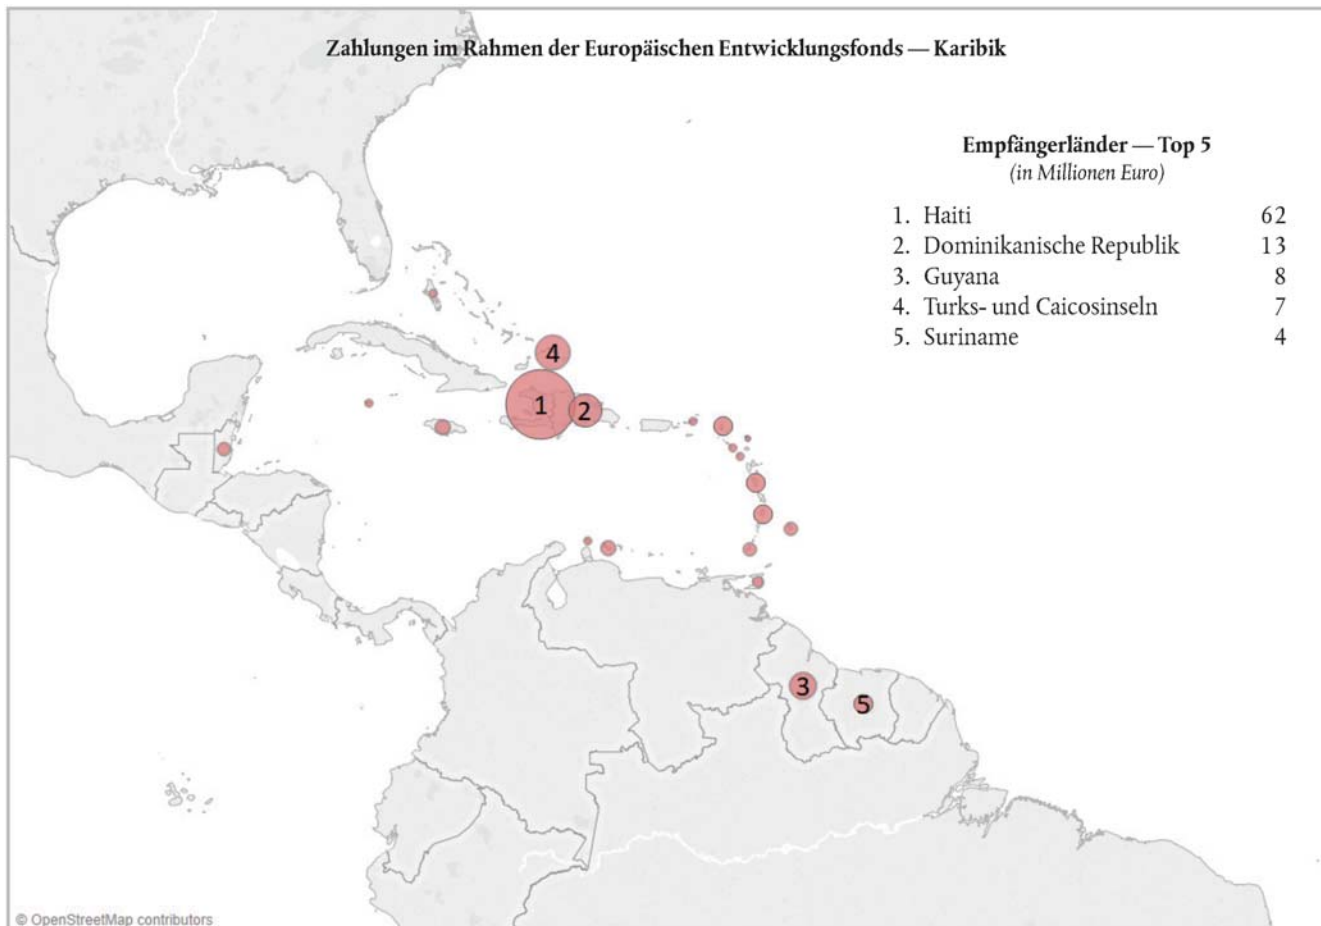 Zahlungen im Rahmen der Europäischen Entwicklungsfonds — Karibik
Empfängerländer — Top 5
(in Millionen Euro)
1. Haiti 62
2. Dominikanische Republik 13
3. Guyana 8
4. Turks- und Caicosinseln 7
5. Suriname 4
4
1
2
3
5
© OpenStreetMap contributors